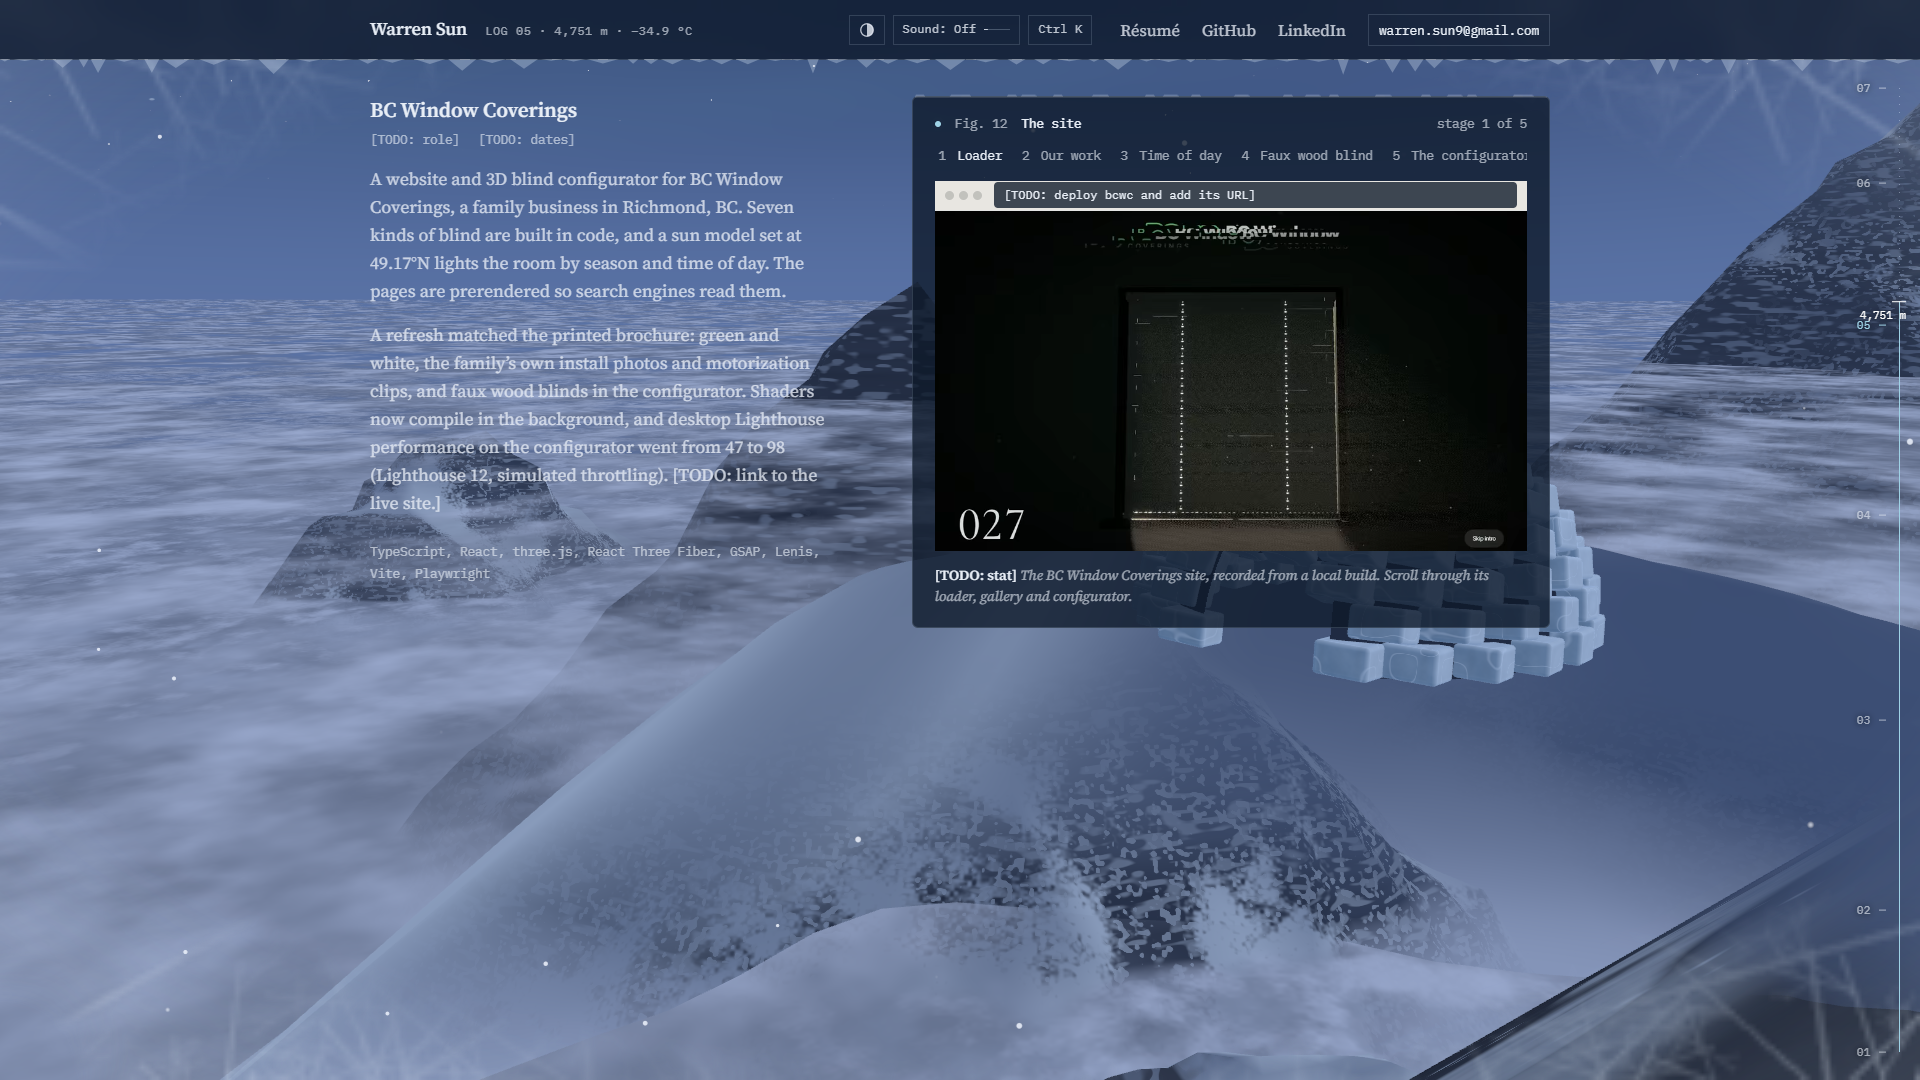 Warren Sun LOG 05 · 4,751 m · −34.9 °C Sound: Off Ctrl K Résumé GitHub LinkedIn warren.sun9@gmail.com
BC Window Coverings
[TODO: role] [TODO: dates]
A website and 3D blind configurator for BC Window
Coverings, a family business in Richmond, BC. Seven
kinds of blind are built in code, and a sun model set at
49.17°N lights the room by season and time of day. The
pages are prerendered so search engines read them.
A refresh matched the printed brochure: green and
white, the family’s own install photos and motorization
clips, and faux wood blinds in the configurator. Shaders
now compile in the background, and desktop Lighthouse
performance on the configurator went from 47 to 98
(Lighthouse 12, simulated throttling). [TODO: link to the
live site.]
TypeScript, React, three.js, React Three Fiber, GSAP, Lenis,
Vite, Playwright
Fig. 12 The site stage 1 of 5
1 Loader 2 Our work 3 Time of day 4 Faux wood blind 5 The configurator
[TODO: deploy bcwc and add its URL]
027
Skip intro
[TODO: stat] The BC Window Coverings site, recorded from a local build. Scroll through its
loader, gallery and configurator.
07
06
4,751 m
05
04
03
02
01